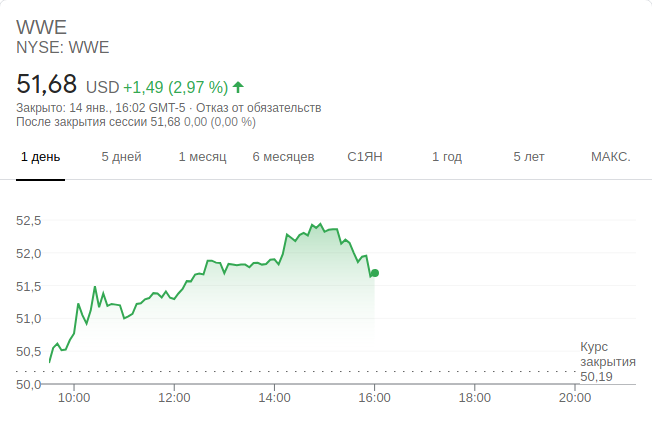 WWE
NYSE: WWE
51,68 USD +1,49 (2,97 %)
Закрыто: 14 янв., 16:02 GMT-5 · Отказ от обязательств
После закрытия сессии 51,68 0,00 (0,00 %)
1 день 5 дней 1 месяц 6 месяцев С1ЯН 1 год 5 лет МАКС.
52,5
52,0
51,5
51,0
50,5
50,0
Курс
закрытия
50,19
10:00 12:00 14:00 16:00 18:00 20:00